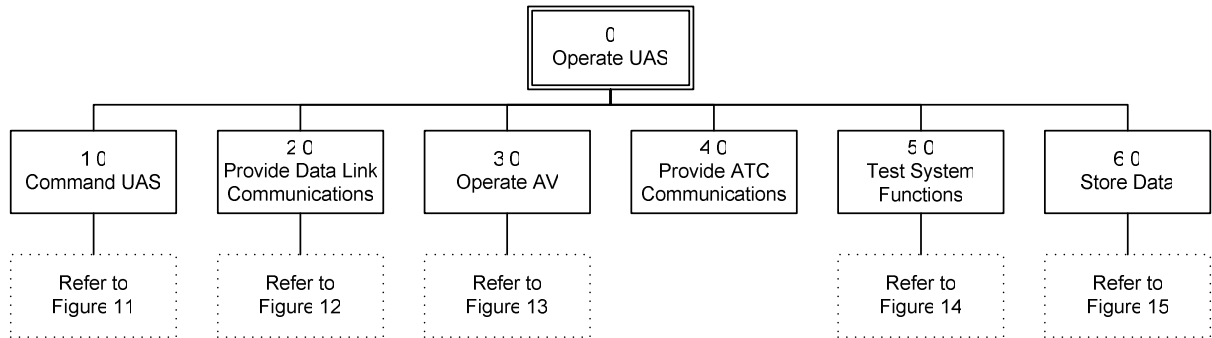 0
Operate UAS
1 0
Command UAS
2 0
Provide Data Link
Communications
3 0
Operate AV
4 0
Provide ATC
Communications
5 0
Test System
Functions
6 0
Store Data
Refer to
Figure 11
Refer to
Figure 12
Refer to
Figure 13
Refer to
Figure 14
Refer to
Figure 15